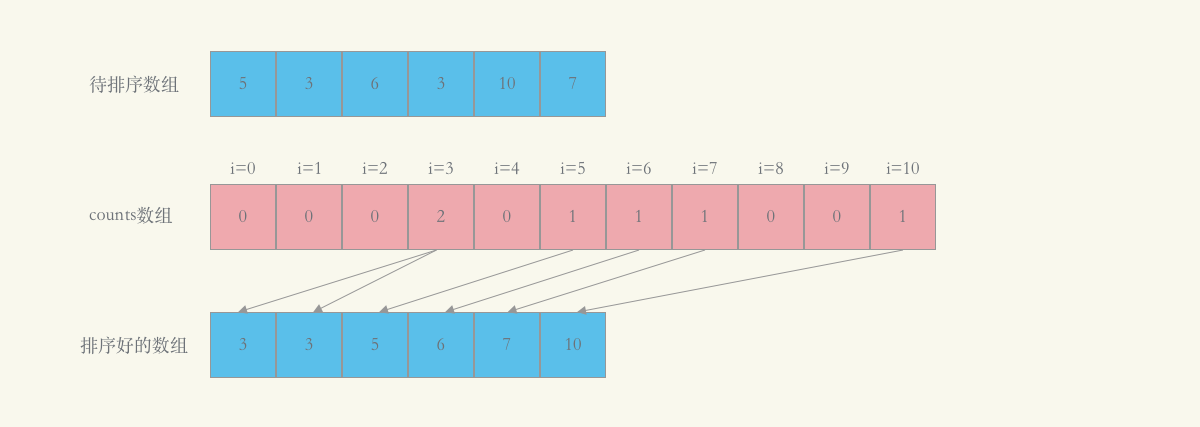 待排序数组 5 3 6 3 10 7
i=0 i=1 i=2 i=3 i=4 i=5 i=6 i=7 i=8 i=9 i=10
counts数组 0 0 0 2 0 1 1 1 0 0 1
排序好的数组 3 3 5 6 7 10